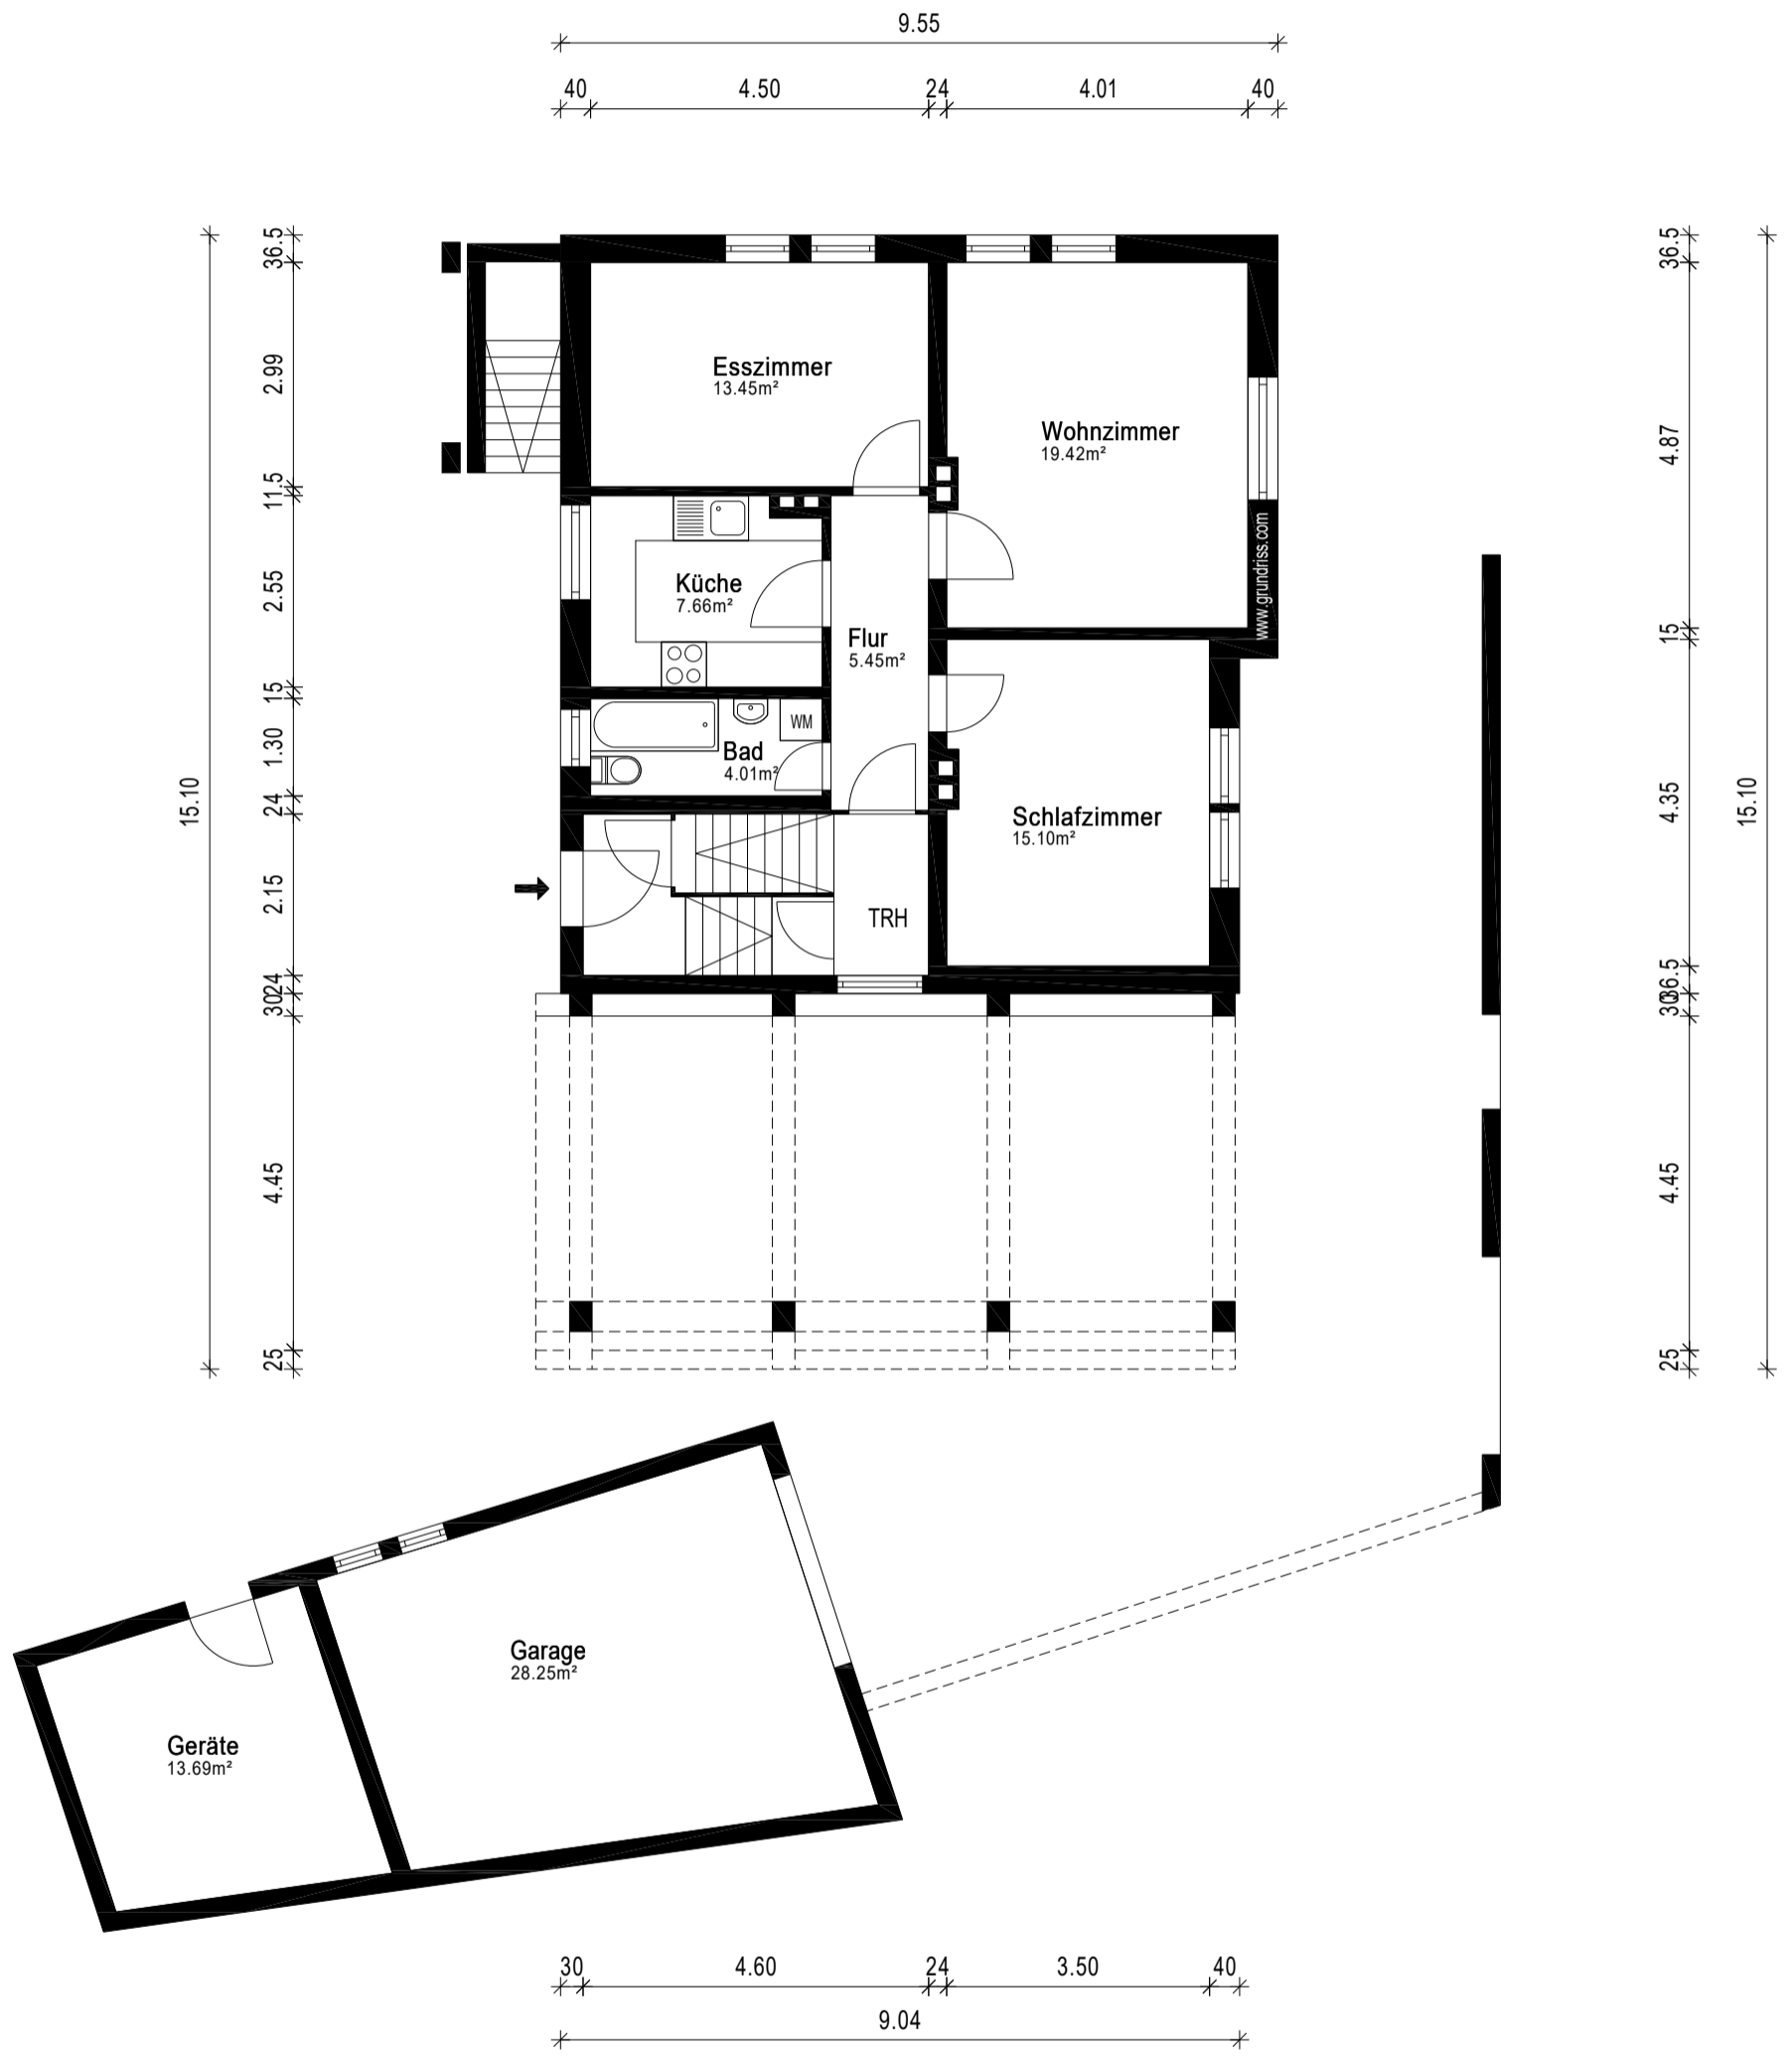 9.55
40 4.50 24 4.01 40
36.5
2.99
11.5
2.55
15
1.30
24
2.15
24
30
4.45
25
15.10
Esszimmer
13.45m²
Wohnzimmer
19.42m²
Küche
7.66m²
Flur
5.45m²
WM
Bad
4.01m²
Schlafzimmer
15.10m²
TRH
www.grundriss.com
36.5
4.87
15
4.35
36.5
30
4.45
25
15.10
Garage
28.25m²
Geräte
13.69m²
30 4.60 24 3.50 40
9.04